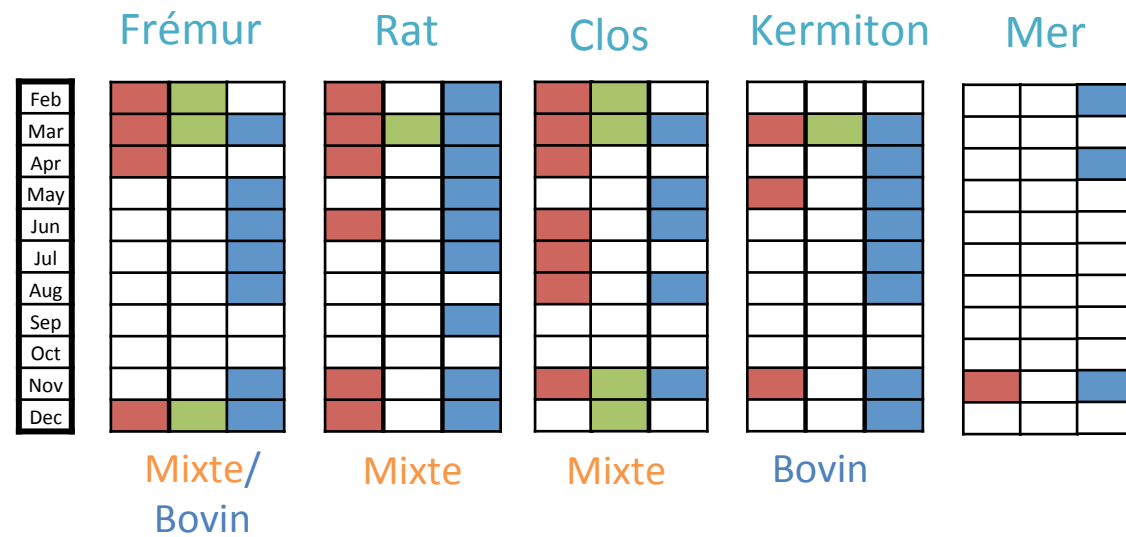 Frémur
Rat
Clos
Kermiton
Mer
Feb
Mar
Apr
May
Jun
Jul
Aug
Sep
Oct
Nov
Dec
Mixte/
Bovin
Mixte
Mixte
Bovin